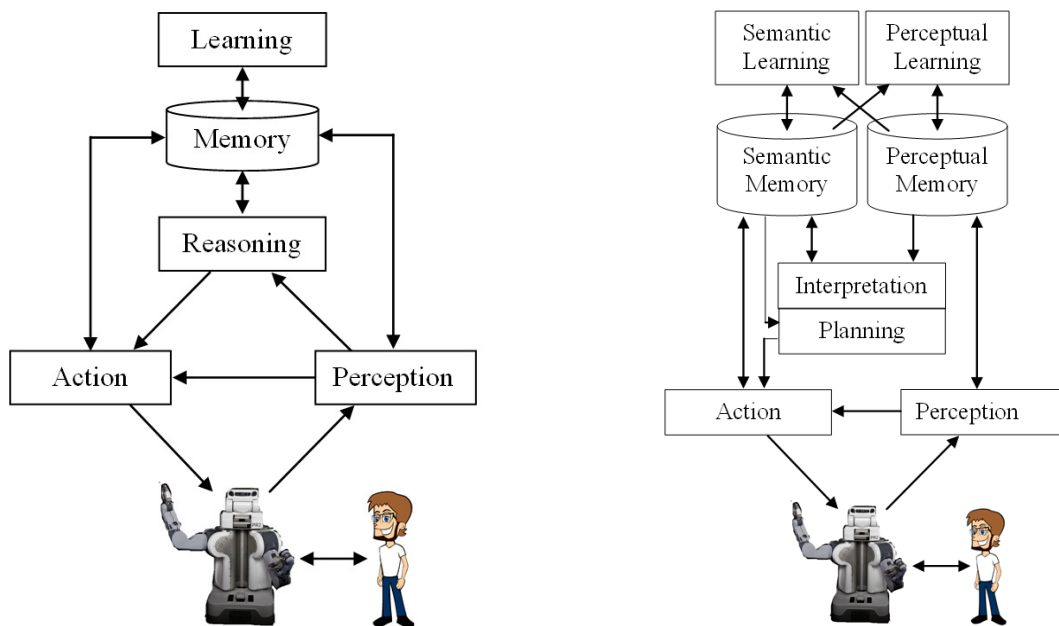 Learning
Memory
Reasoning
Action
Perception
Semantic
Learning
Perceptual
Learning
Semantic
Memory
Perceptual
Memory
Interpretation
Planning
Action
Perception